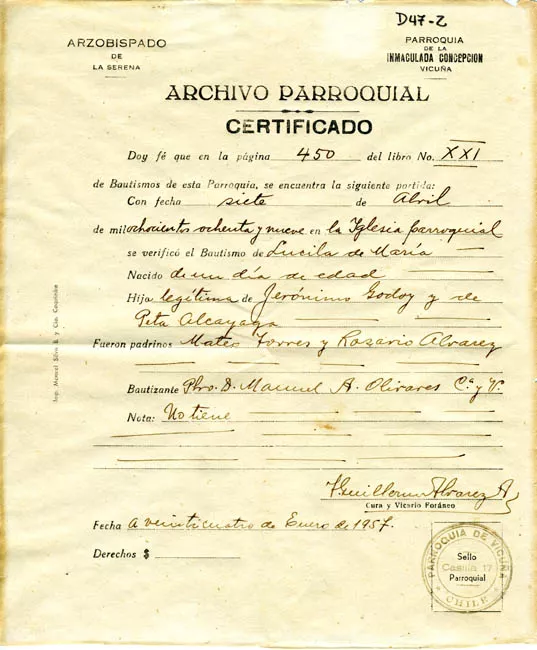 D47-Z
ARZOBISPADO
DE
LA SERENA
PARROQUIA
DE LA
INMACULADA CONCEPCION
VICUÑA
ARCHIVO PARROQUIAL
CERTIFICADO
Doy fé que en la página 450 del libro No. XXI
de Bautismos de esta Parroquia, se encuentra la siguiente partida:
Con fecha siete de Abril
de mil ochocientos ochenta y nueve en la Iglesia parroquial
se verificó el Bautismo de Lucila de María
Nacido de un día de edad
Hija legítima de Jerónimo Godoy y de
Peta Alcayaga
Fueron padrinos Mateo Torres y Rosario Alvarez
Bautizante Pbro. D. Manuel A. Olivares C. y V.
Nota: No tiene
Guillermo Alvarez A
Cura y Vicario Foráneo
Fecha a veinticuatro de Enero de 1957.
Derechos $
PARROQUIA DE VICUÑA
Sello
Casilla 17
Parroquial
CHILE